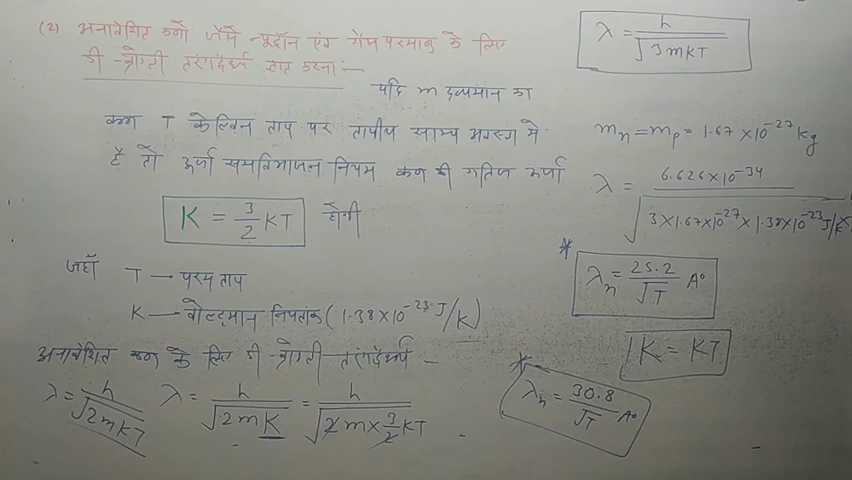 (2) अनावेशित कणों जैसे - न्यूट्रॉन एवं गैस परमाणु के लिए
डी-ब्रोग्ली तरंगदैर्ध्य ज्ञात करना :-
यदि m द्रव्यमान का
कण T केल्विन ताप पर तापीय साम्य अवस्था में
है तो ऊर्जा समविभाजन नियम कण की गतिज ऊर्जा
K = 3/2 KT होगी
जहाँ T → परम ताप
K → बोल्ट्ज़मान नियतांक (1.38×10⁻²³ J/K)
अनावेशित कण के लिए डी-ब्रोग्ली तरंगदैर्ध्य -
λ = h/√2mKT λ = h/√2mK = h/√2m×3/2 KT
λ = h/√3mKT
mₙ = mₚ = 1.67×10⁻²⁷ Kg
λ = 6.626×10⁻³⁴/√3×1.67×10⁻²⁷×1.38×10⁻²³J/K×
* λₙ = 25.2/√T A°
K = KT
* λₙ = 30.8/√T A°